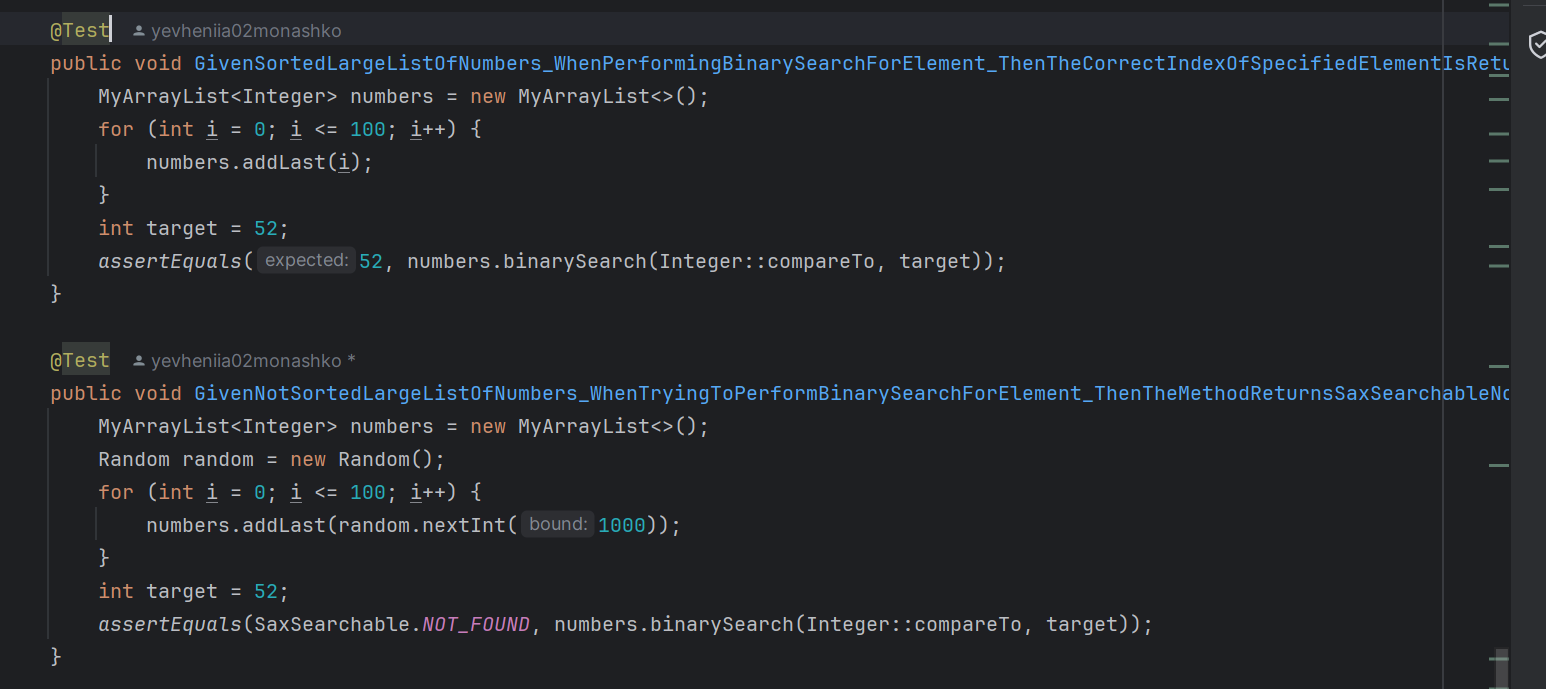 @Test yevheniia02monashko
public void GivenSortedLargeListOfNumbers_WhenPerformingBinarySearchForElement_ThenTheCorrectIndexOfSpecifiedElementIsRetu
MyArrayList<Integer> numbers = new MyArrayList<>();
for (int i = 0; i <= 100; i++) {
numbers.addLast(i);
}
int target = 52;
assertEquals( expected: 52, numbers.binarySearch(Integer::compareTo, target));
}
@Test yevheniia02monashko *
public void GivenNotSortedLargeListOfNumbers_WhenTryingToPerformBinarySearchForElement_ThenTheMethodReturnsSaxSearchableNo
MyArrayList<Integer> numbers = new MyArrayList<>();
Random random = new Random();
for (int i = 0; i <= 100; i++) {
numbers.addLast(random.nextInt( bound: 1000));
}
int target = 52;
assertEquals(SaxSearchable.NOT_FOUND, numbers.binarySearch(Integer::compareTo, target));
}